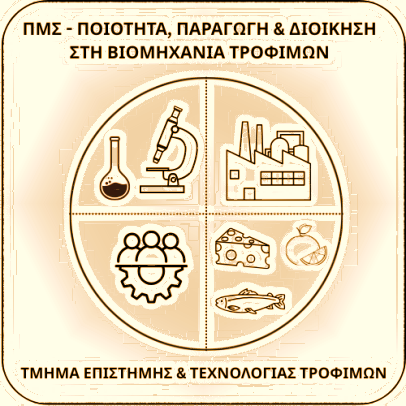 ΠΜΣ - ΠΟΙΟΤΗΤΑ, ΠΑΡΑΓΩΓΗ & ΔΙΟΙΚΗΣΗ
ΣΤΗ ΒΙΟΜΗΧΑΝΙΑ ΤΡΟΦΙΜΩΝ
ΤΜΗΜΑ ΕΠΙΣΤΗΜΗΣ & ΤΕΧΝΟΛΟΓΙΑΣ ΤΡΟΦΙΜΩΝ